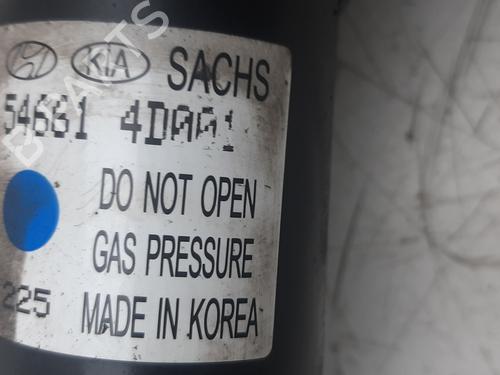 KIA SACHS
54661 4D001
DO NOT OPEN
GAS PRESSURE
225 MADE IN KOREA